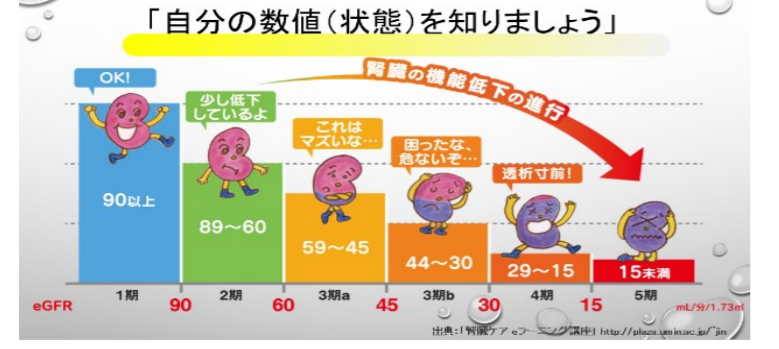 「自分の数値（状態）を知りましょう」
腎臓の機能低下の進行
OK!
少し低下
しているよ
これは
マズいな…
困ったな、
危ないぞ…
透析寸前！
90以上
89～60
59～45
44～30
29～15
15未満
1期
2期
3期a
3期b
4期
5期
eGFR
90
60
45
30
15
mL/分/1.73㎡
出典：「腎臓ケア eラーニング講座」 http://plaza.umin.ac.jp/~jin